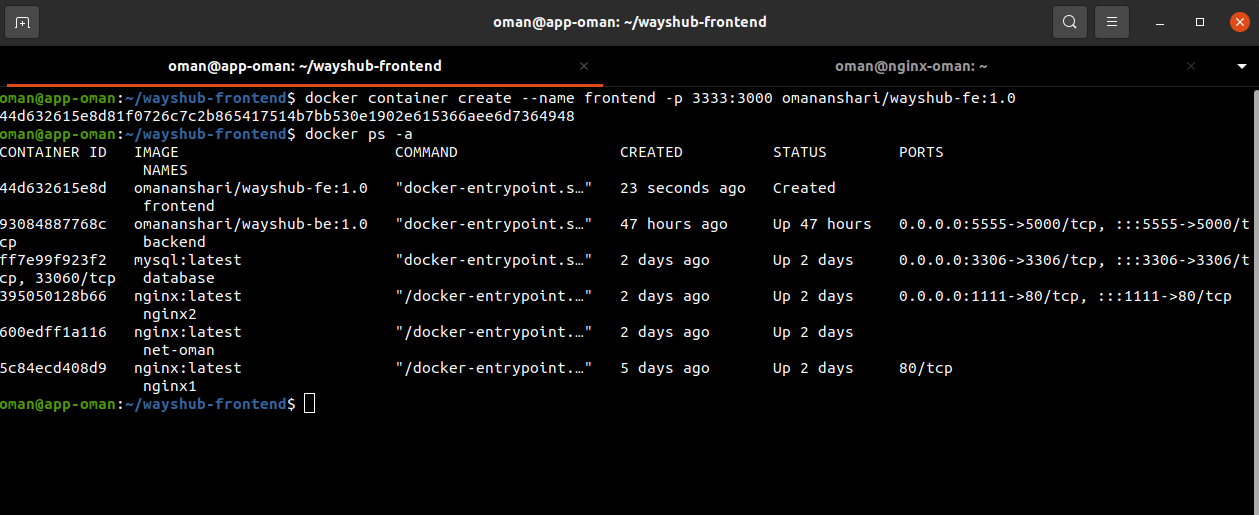 oman@app-oman: ~/wayshub-frontend
oman@app-oman: ~/wayshub-frontend
oman@nginx-oman: ~
oman@app-oman:~/wayshub-frontend$ docker container create --name frontend -p 3333:3000 omananshari/wayshub-fe:1.0
44d632615e8d81f0726c7c2b865417514b7bb530e1902e615366aee6d7364948
oman@app-oman:~/wayshub-frontend$ docker ps -a
CONTAINER ID   IMAGE                        COMMAND                  CREATED          STATUS        PORTS
                NAMES
44d632615e8d   omananshari/wayshub-fe:1.0   "docker-entrypoint.s…"   23 seconds ago   Created
                frontend
93084887768c   omananshari/wayshub-be:1.0   "docker-entrypoint.s…"   47 hours ago     Up 47 hours   0.0.0.0:5555->5000/tcp, :::5555->5000/t
cp              backend
ff7e99f923f2   mysql:latest                 "docker-entrypoint.s…"   2 days ago       Up 2 days     0.0.0.0:3306->3306/tcp, :::3306->3306/t
cp, 33060/tcp   database
395050128b66   nginx:latest                 "/docker-entrypoint.…"   2 days ago       Up 2 days     0.0.0.0:1111->80/tcp, :::1111->80/tcp
                nginx2
600edff1a116   nginx:latest                 "/docker-entrypoint.…"   2 days ago       Up 2 days
                net-oman
5c84ecd408d9   nginx:latest                 "/docker-entrypoint.…"   5 days ago       Up 2 days     80/tcp
                nginx1
oman@app-oman:~/wayshub-frontend$